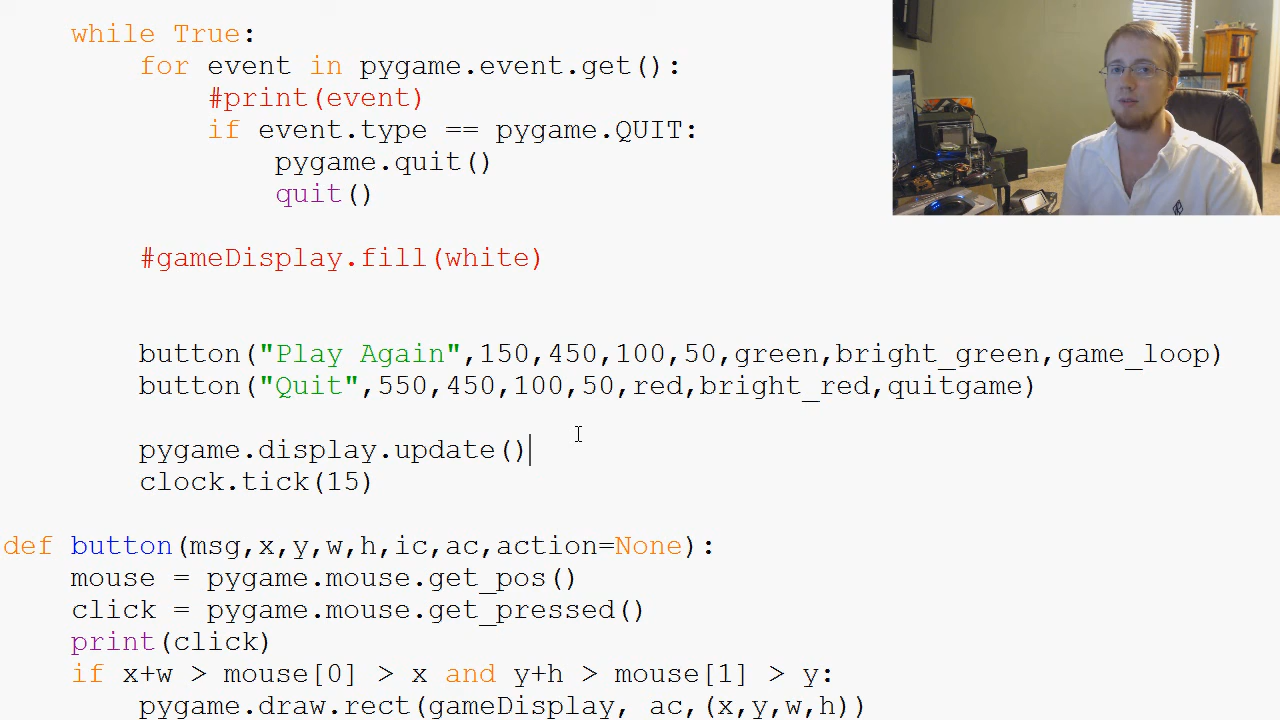 while True:
for event in pygame.event.get():
#print(event)
if event.type == pygame.QUIT:
pygame.quit()
quit()
#gameDisplay.fill(white)
button("Play Again",150,450,100,50,green,bright_green,game_loop)
button("Quit",550,450,100,50,red,bright_red,quitgame)
pygame.display.update()
clock.tick(15)
def button(msg,x,y,w,h,ic,ac,action=None):
mouse = pygame.mouse.get_pos()
click = pygame.mouse.get_pressed()
print(click)
if x+w > mouse[0] > x and y+h > mouse[1] > y:
pygame.draw.rect(gameDisplay, ac,(x,y,w,h))